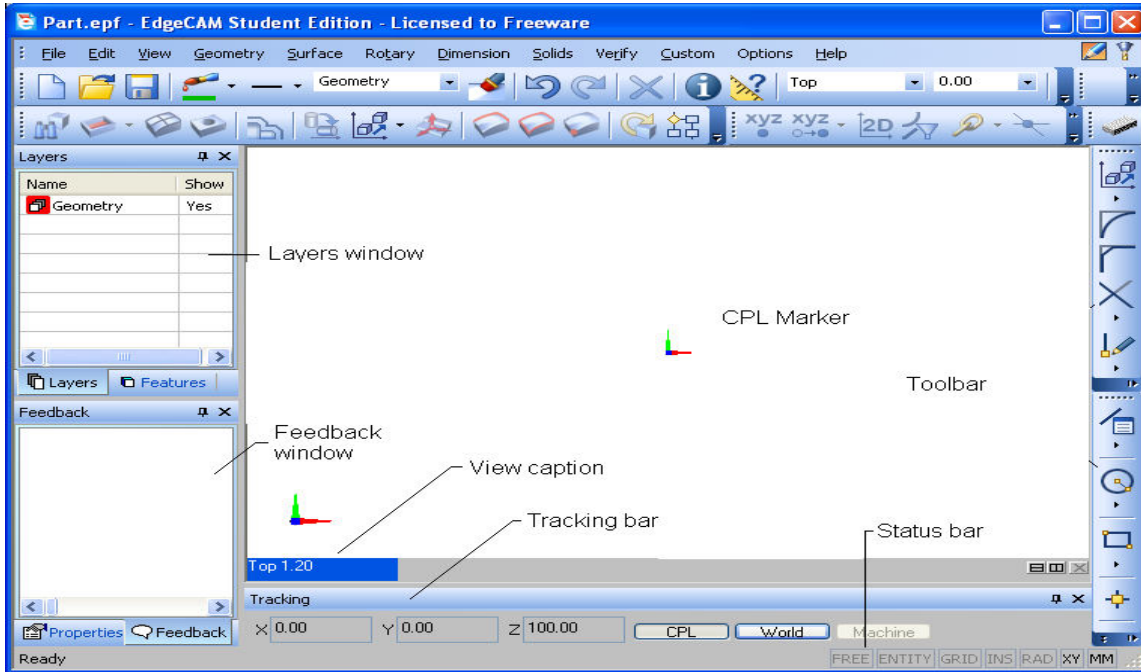 Part.epf - EdgeCAM Student Edition - Licensed to Freeware
File Edit View Geometry Surface Rotary Dimension Solids Verify Custom Options Help
Geometry Top 0.00
xyz xyz 2D
Layers
Name Show
Geometry Yes
Layers window
CPL Marker
Toolbar
Layers Features
Feedback
Feedback
window
View caption
Tracking bar
Status bar
Top 1.20
Tracking
X 0.00 Y 0.00 Z 100.00 CPL World Machine
Properties Feedback
Ready FREE ENTITY GRID INS RAD XY MM